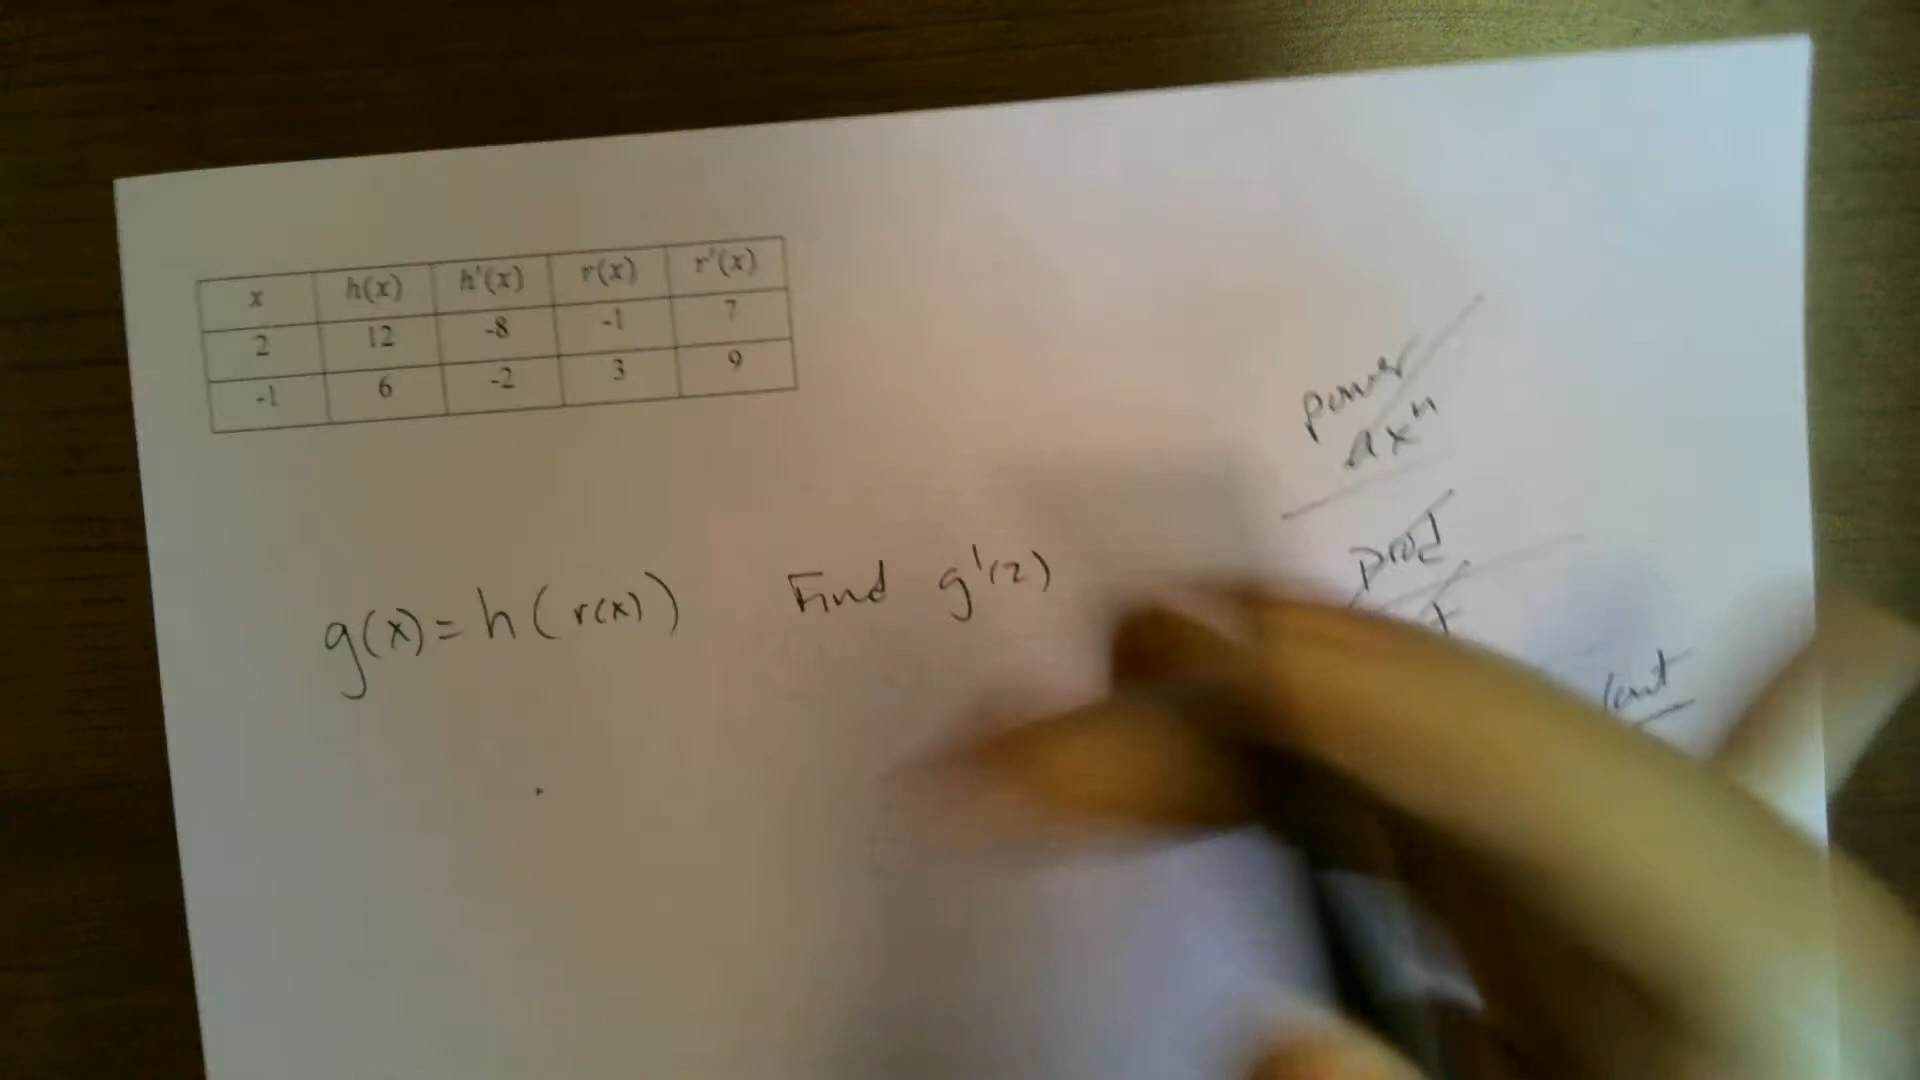 x h(x) h'(x) r(x) r'(x)
2 12 -8 -1 7
-1 6 -2 3 9
power
ax^n
prod
g(x) = h(r(x)) Find g'(2)